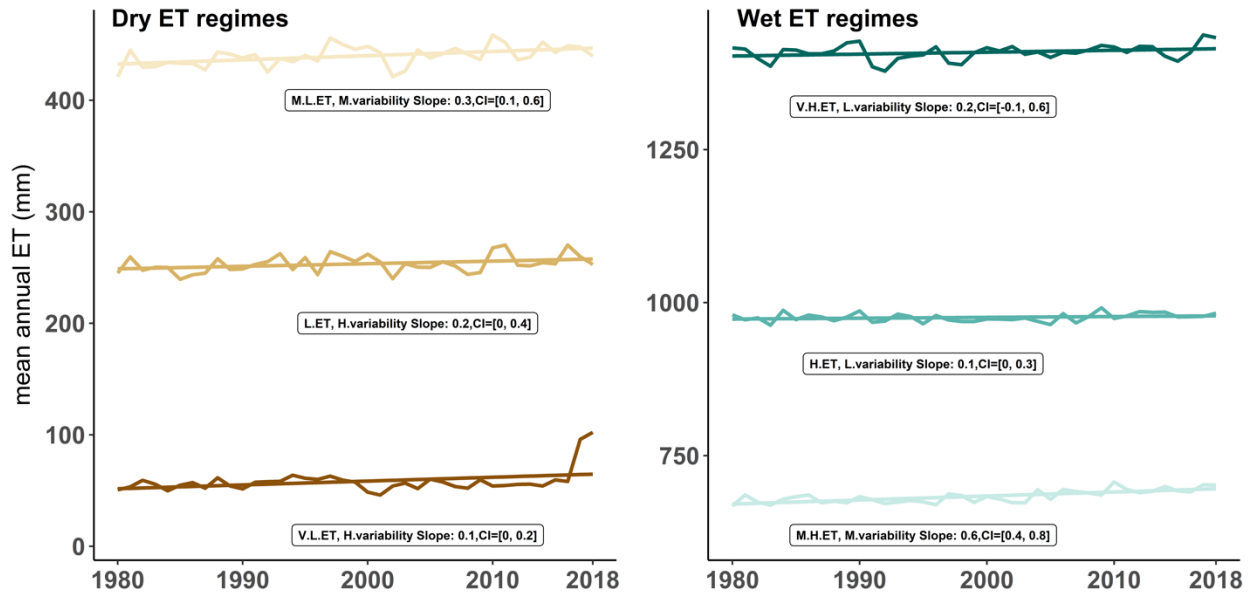 Dry ET regimes
Wet ET regimes
mean annual ET (mm)
400
300
200
100
0
M.L.ET, M.variability Slope: 0.3,CI=[0.1, 0.6]
L.ET, H.variability Slope: 0.2,CI=[0, 0.4]
V.L.ET, H.variability Slope: 0.1,CI=[0, 0.2]
1980 1990 2000 2010 2018
1250
1000
750
V.H.ET, L.variability Slope: 0.2,CI=[-0.1, 0.6]
H.ET, L.variability Slope: 0.1,CI=[0, 0.3]
M.H.ET, M.variability Slope: 0.6,CI=[0.4, 0.8]
1980 1990 2000 2010 2018